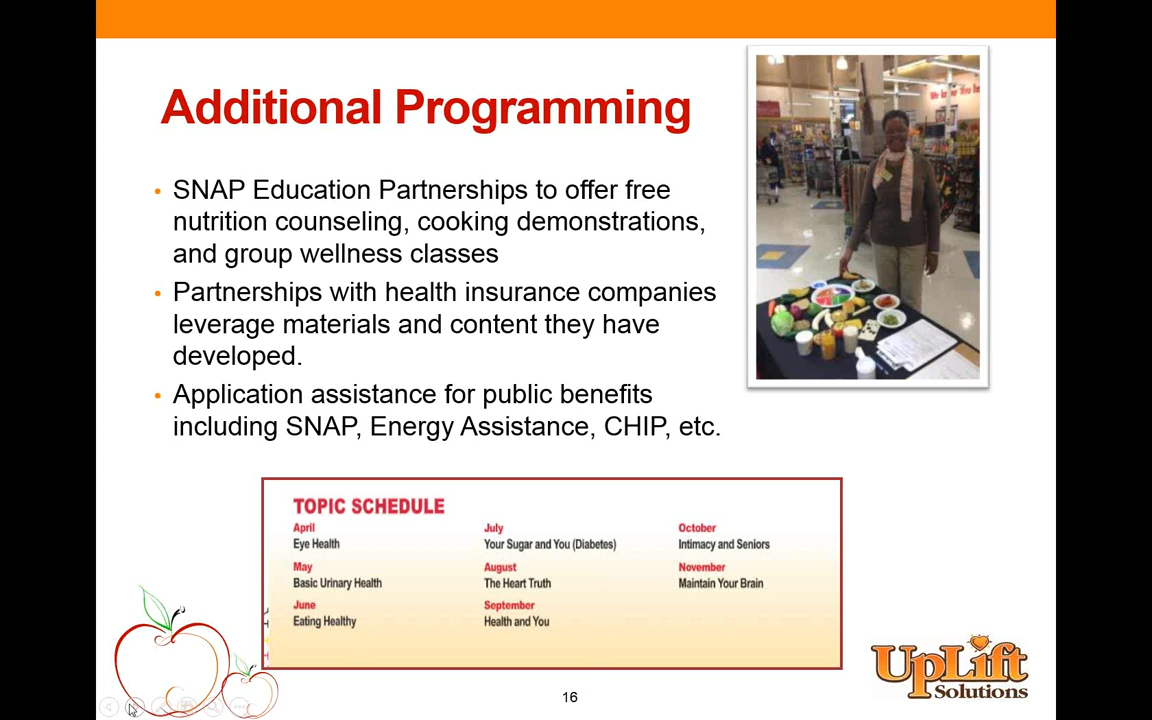 Additional Programming
• SNAP Education Partnerships to offer free
nutrition counseling, cooking demonstrations,
and group wellness classes
• Partnerships with health insurance companies
leverage materials and content they have
developed.
• Application assistance for public benefits
including SNAP, Energy Assistance, CHIP, etc.
TOPIC SCHEDULE
April
Eye Health
May
Basic Urinary Health
June
Eating Healthy
July
Your Sugar and You (Diabetes)
August
The Heart Truth
September
Health and You
October
Intimacy and Seniors
November
Maintain Your Brain
UpLift
Solutions
16